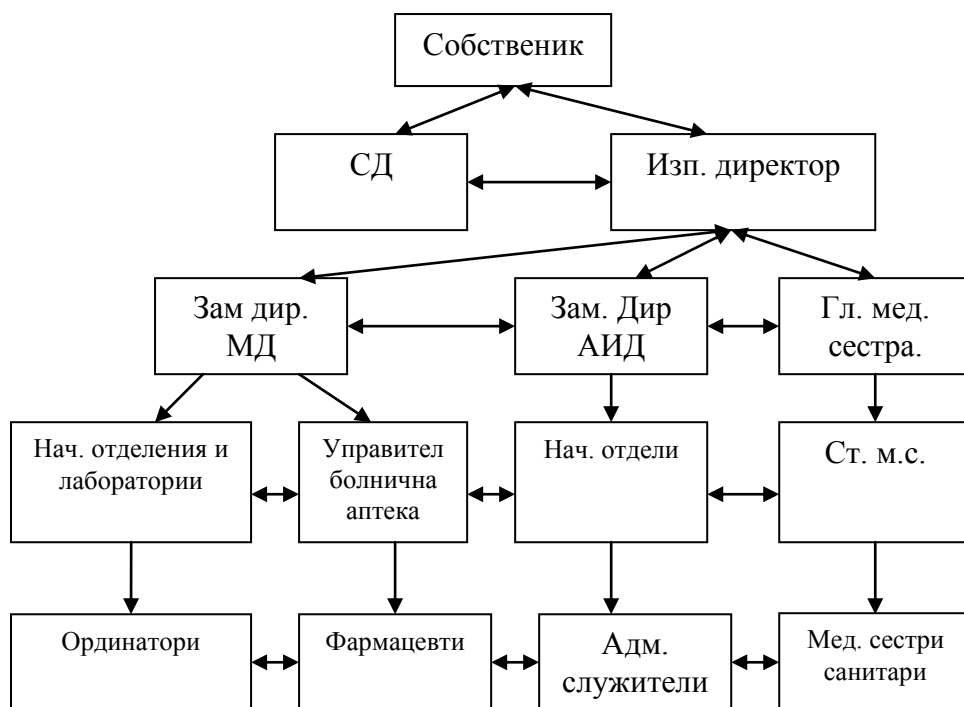 Собственик
СД
Изп. директор
Зам дир.
МД
Зам. Дир
АИД
Гл. мед.
сестра.
Нач. отделения и
лаборатории
Управител
болнична
аптека
Нач. отдели
Ст. м.с.
Ординатори
Фармацевти
Адм.
служители
Мед. сестри
санитари